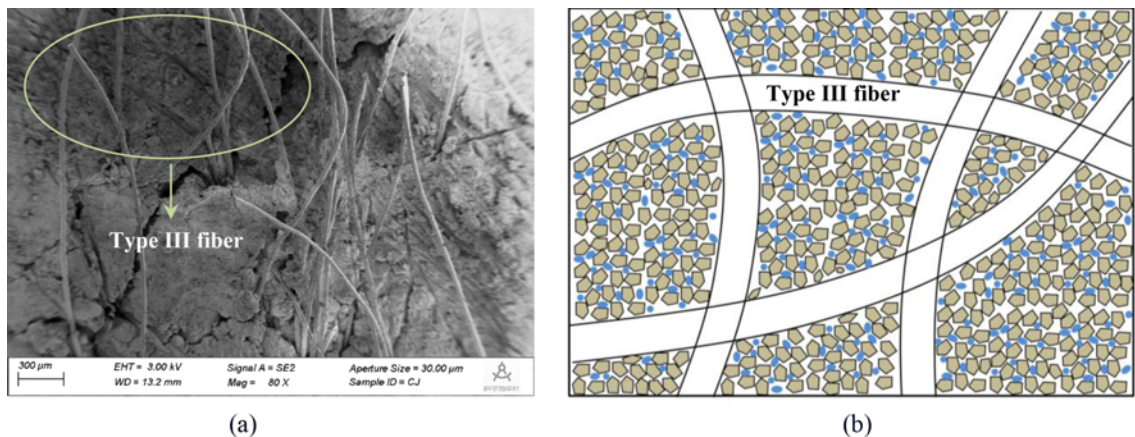 Type III fiber
300 µm
EHT = 3.00 kV
Signal A = SE2
Aperture Size = 30.00 µm
WD = 13.2 mm
Mag = 80 X
Sample ID = CJ
(a)
Type III fiber
(b)